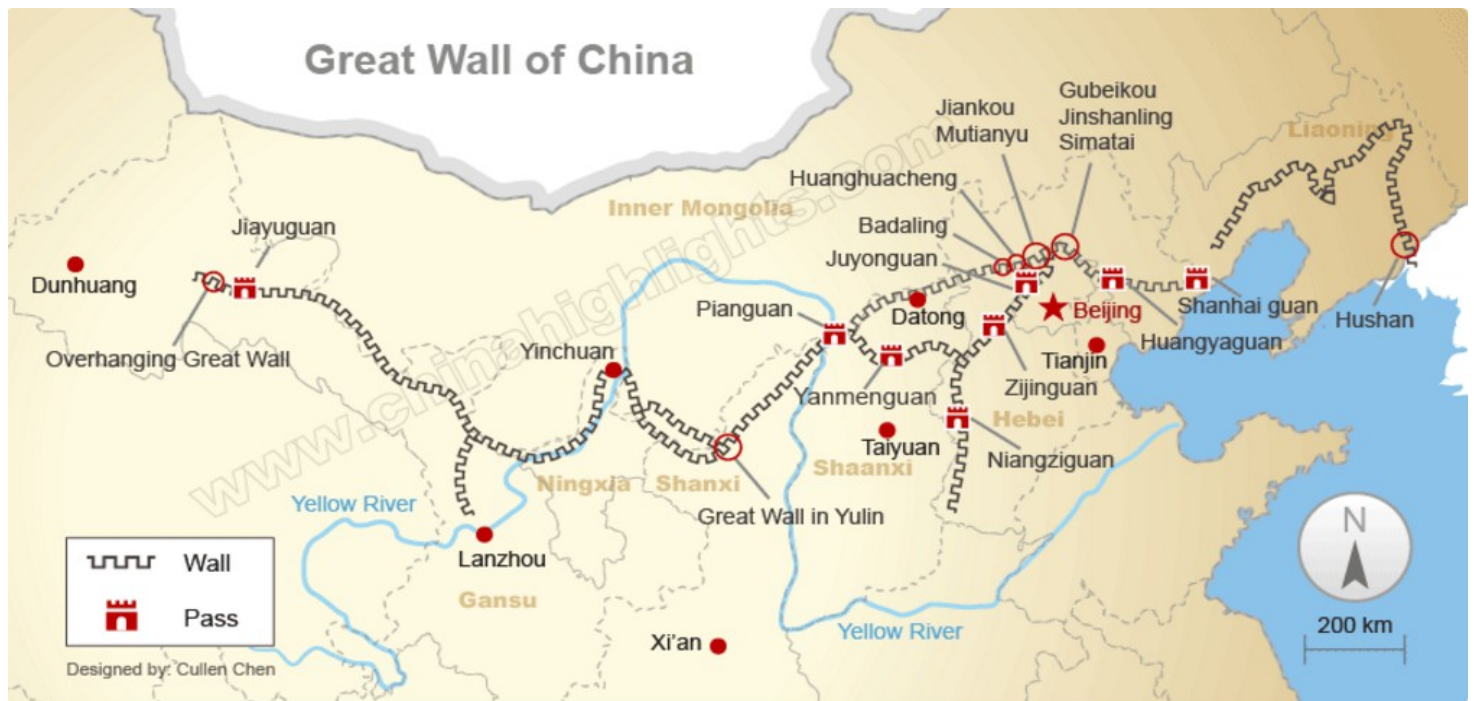 Great Wall of China
Gubeikou
Jinshanling
Simatai
Jiankou
Mutianyu
Liaoning
Huanghuacheng
Inner Mongolia
Badaling
Jiayuguan
Juyonguan
Dunhuang
Pianguan
Datong
Beijing
Shanhai guan
Hushan
Overhanging Great Wall
Yinchuan
Huangyaguan
Tianjin
Zijinguan
Yanmenguan
Hebei
Taiyuan
Niangziguan
Shaanxi
Ningxia
Shanxi
Yellow River
Great Wall in Yulin
Lanzhou
Gansu
Xi'an
Yellow River
Wall
Pass
Designed by: Cullen Chen
N
200 km
www.chinahighlights.com